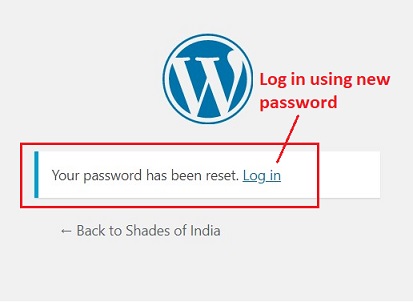 Log in using new
password
Your password has been reset. Log in
← Back to Shades of India